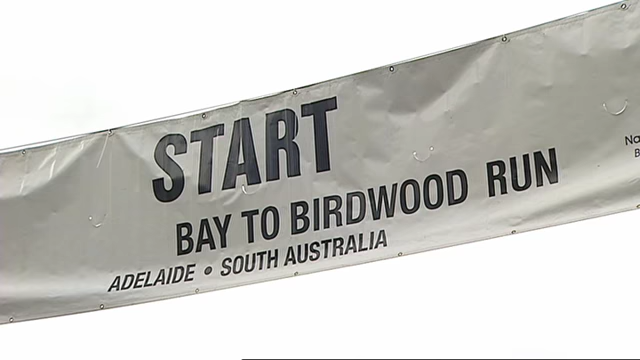 START
BAY TO BIRDWOOD RUN
ADELAIDE • SOUTH AUSTRALIA